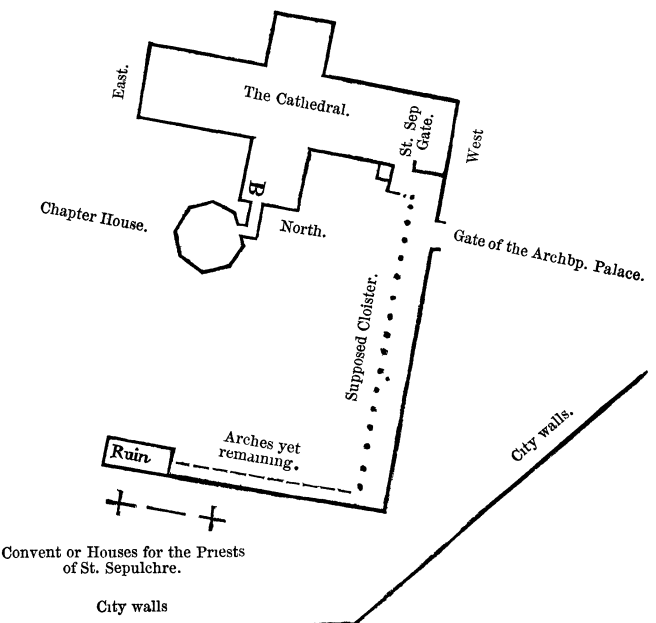 East.
The Cathedral.
St. Sep
Gate.
West
B
Chapter House.
North.
Gate of the Archbp. Palace.
Supposed Cloister.
City walls.
Ruin
Arches yet
remaining.
Convent or Houses for the Priests
of St. Sepulchre.
City walls